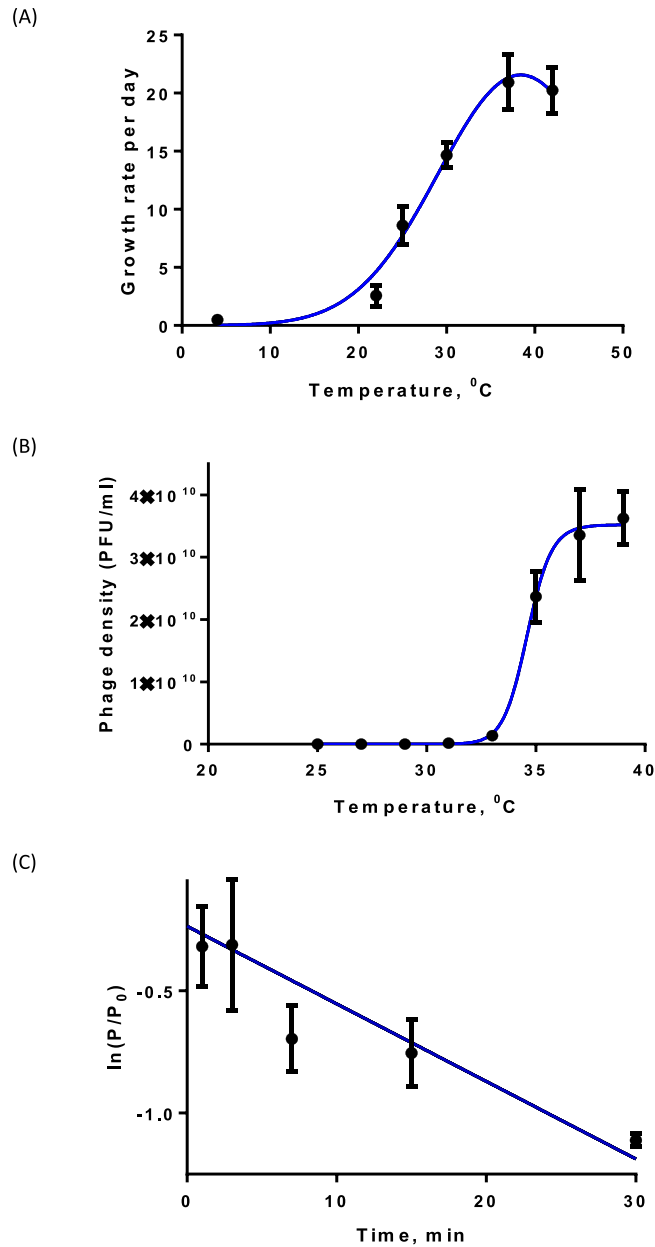 (A)
Growth rate per day
25
20
15
10
5
0
0 10 20 30 40 50
Temperature, ⁰C
(B)
Phage density (PFU/ml)
4✖10 ¹⁰
3✖10 ¹⁰
2✖10 ¹⁰
1✖10 ¹⁰
0
20 25 30 35 40
Temperature, ⁰C
(C)
ln(P/P₀)
-0.5
-1.0
0 10 20 30
Time, min